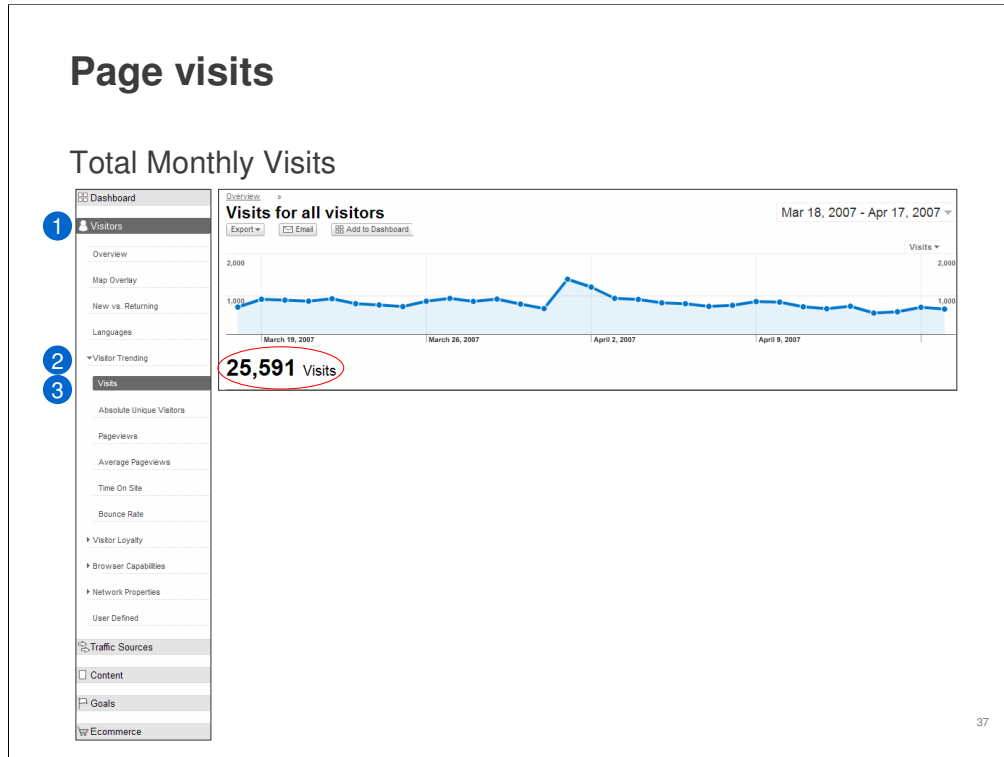 Page visits
Total Monthly Visits
Dashboard
1
Visitors
Overview
Map Overlay
New vs. Returning
Languages
2
Visitor Trending
3
Visits
Absolute Unique Visitors
Pageviews
Average Pageviews
Time On Site
Bounce Rate
Visitor Loyalty
Browser Capabilities
Network Properties
User Defined
Traffic Sources
Content
Goals
Ecommerce
Overview »
Visits for all visitors
Mar 18, 2007 - Apr 17, 2007
Export Email Add to Dashboard
Visits
2,000 2,000
1,000 1,000
March 19, 2007 March 26, 2007 April 2, 2007 April 9, 2007
25,591 Visits
37